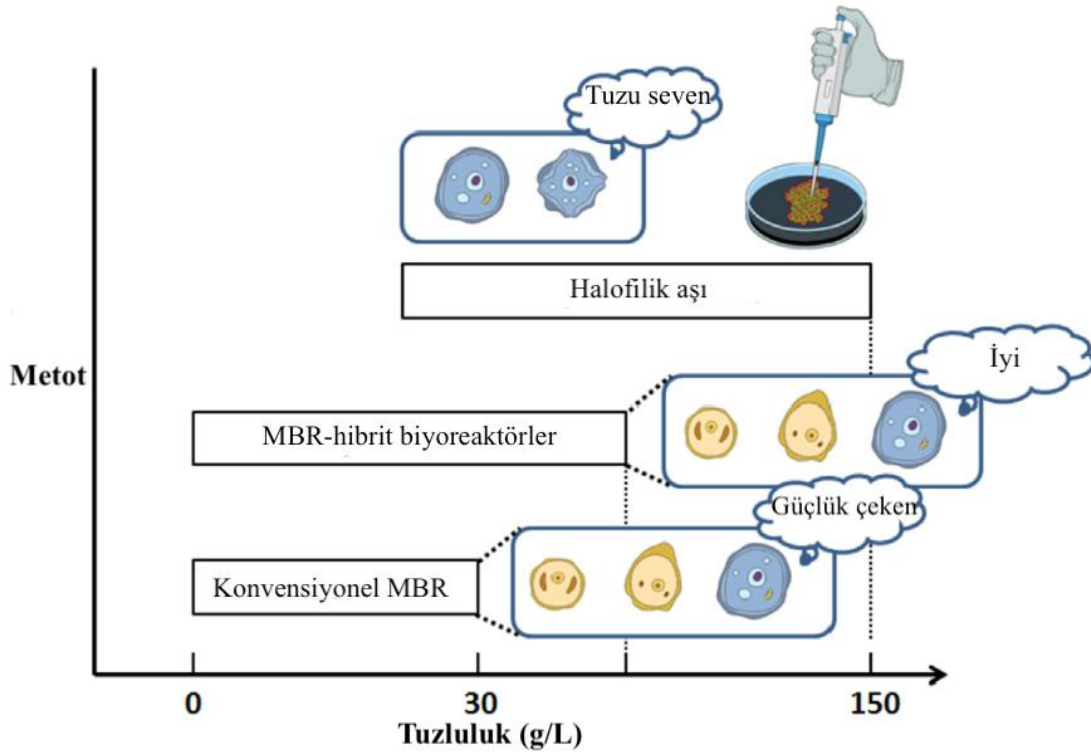 Tuzu seven
Halofilik aşı
Metot
İyi
MBR-hibrit biyoreaktörler
Güçlük çeken
Konvensiyonel MBR
0
30
150
Tuzluluk (g/L)